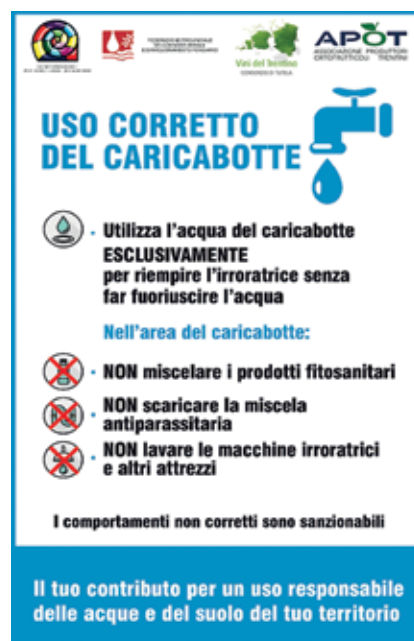 Vini del Trentino
CONSORZIO DI TUTELA
APOT
ASSOCIAZIONE PRODUTTORI
ORTOFRUTTICOLI TRENTINI
USO CORRETTO
DEL CARICABOTTE
· Utilizza l'acqua del caricabotte
ESCLUSIVAMENTE
per riempire l'irroratrice senza
far fuoriuscire l'acqua
Nell'area del caricabotte:
· NON miscelare i prodotti fitosanitari
· NON scaricare la miscela
antiparassitaria
· NON lavare le macchine irroratrici
e altri attrezzi
I comportamenti non corretti sono sanzionabili
Il tuo contributo per un uso responsabile
delle acque e del suolo del tuo territorio